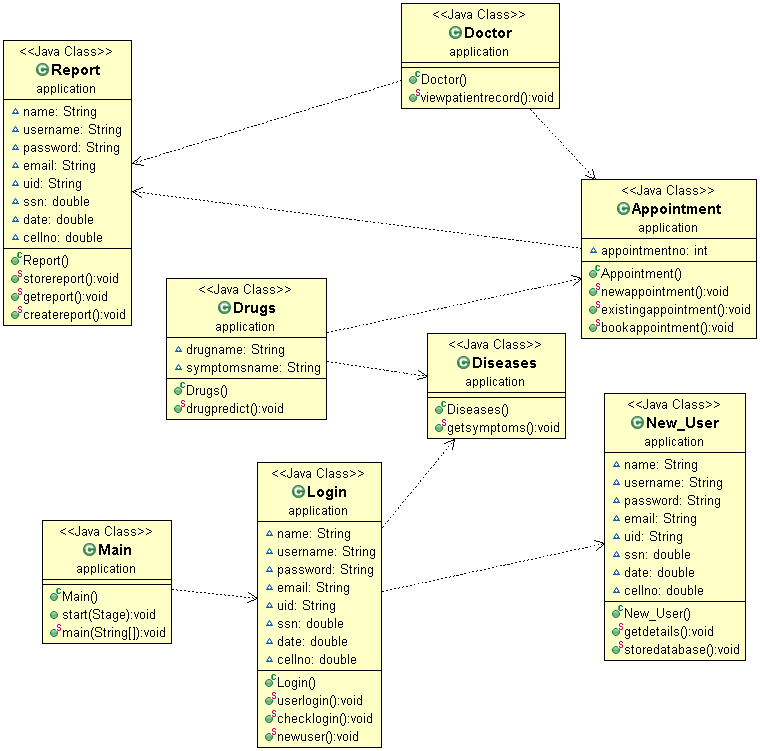 <<Java Class>>
Doctor
application
Doctor()
viewpatientrecord():void
<<Java Class>>
Report
application
name: String
username: String
password: String
email: String
uid: String
ssn: double
date: double
cellno: double
Report()
storereport():void
getreport():void
createreport():void
<<Java Class>>
Appointment
application
appointmentno: int
Appointment()
newappointment():void
existingappointment():void
bookappointment():void
<<Java Class>>
Drugs
application
drugname: String
symptomsname: String
Drugs()
drugpredict():void
<<Java Class>>
Diseases
application
Diseases()
getsymptoms():void
<<Java Class>>
New_User
application
name: String
username: String
password: String
email: String
uid: String
ssn: double
date: double
cellno: double
New_User()
getdetails():void
storedatabase():void
<<Java Class>>
Login
application
name: String
username: String
password: String
email: String
uid: String
ssn: double
date: double
cellno: double
Login()
userlogin():void
checklogin():void
newuser():void
<<Java Class>>
Main
application
Main()
start(Stage):void
main(String[]):void